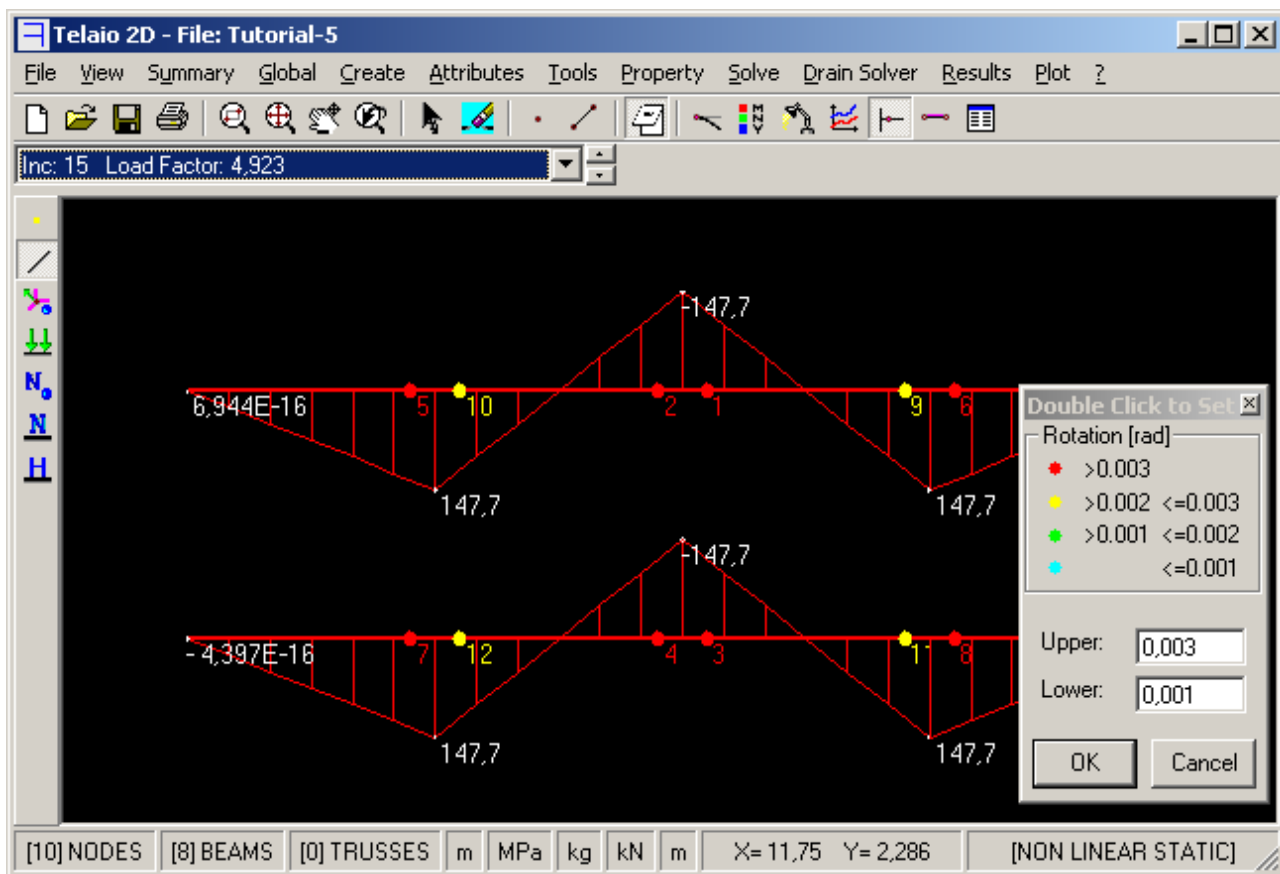 Telaio 2D - File: Tutorial-5
File View Summary Global Create Attributes Tools Property Solve Drain Solver Results Plot ?
Inc: 15 Load Factor: 4,923
-147,7
6,944E-16 5 10 2 1 9 6
147,7 147,7
-147,7
-4,397E-16 7 12 4 3 11 8
147,7 147,7
Double Click to Set
Rotation [rad]
>0.003
>0.002 <=0.003
>0.001 <=0.002
<=0.001
Upper: 0,003
Lower: 0,001
OK Cancel
N
N
H
[10] NODES [8] BEAMS [0] TRUSSES m MPa kg kN m X= 11,75 Y= 2,286 [NON LINEAR STATIC]